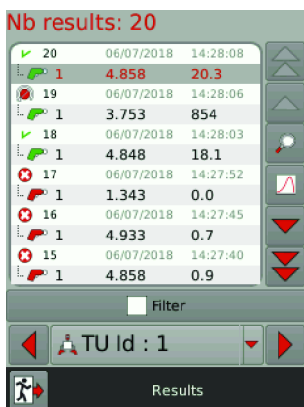 Nb results: 20
20 06/07/2018 14:28:08
1 4.858 20.3
19 06/07/2018 14:28:06
1 3.753 854
18 06/07/2018 14:28:03
1 4.848 18.1
17 06/07/2018 14:27:52
1 1.343 0.0
16 06/07/2018 14:27:45
1 4.933 0.7
15 06/07/2018 14:27:40
1 4.858 0.9
Filter
TU Id : 1
Results